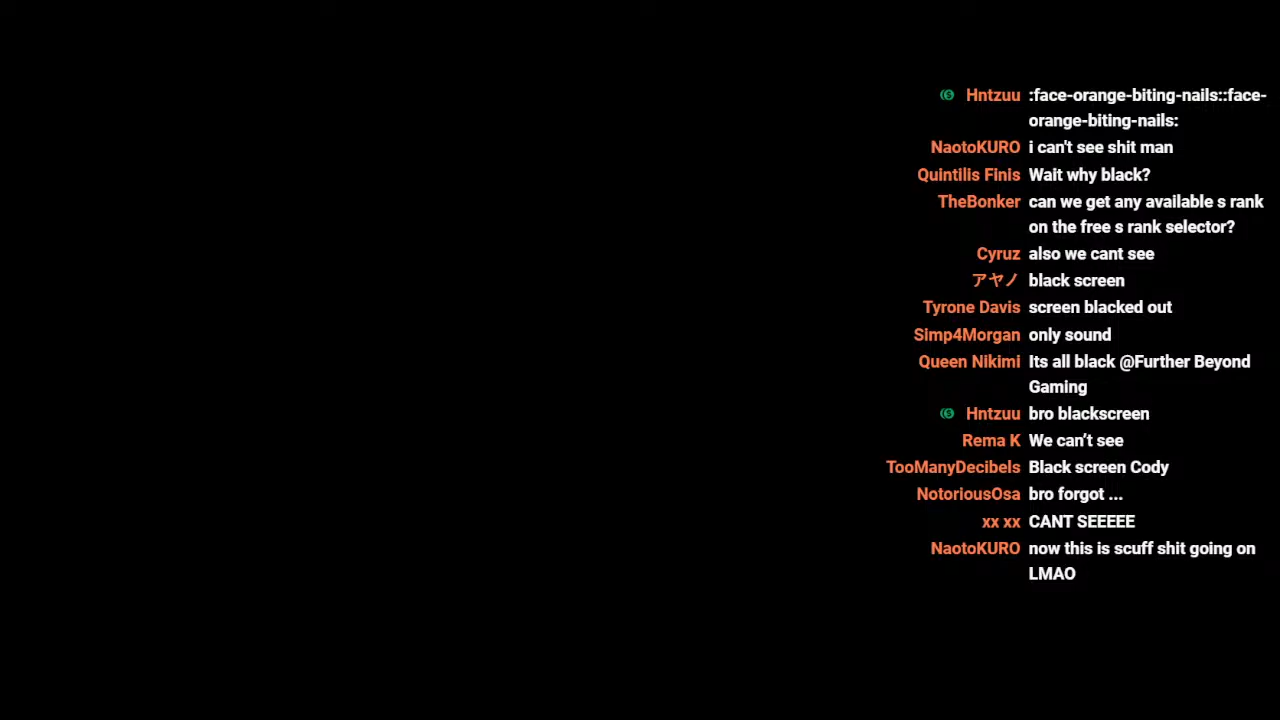 Hntzuu :face-orange-biting-nails::face-
orange-biting-nails:
NaotoKURO i can't see shit man
Quintilis Finis Wait why black?
TheBonker can we get any available s rank
on the free s rank selector?
Cyruz also we cant see
アヤノ black screen
Tyrone Davis screen blacked out
Simp4Morgan only sound
Queen Nikimi Its all black @Further Beyond
Gaming
Hntzuu bro blackscreen
Rema K We can’t see
TooManyDecibels Black screen Cody
NotoriousOsa bro forgot ...
xx xx CANT SEEEEE
NaotoKURO now this is scuff shit going on
LMAO